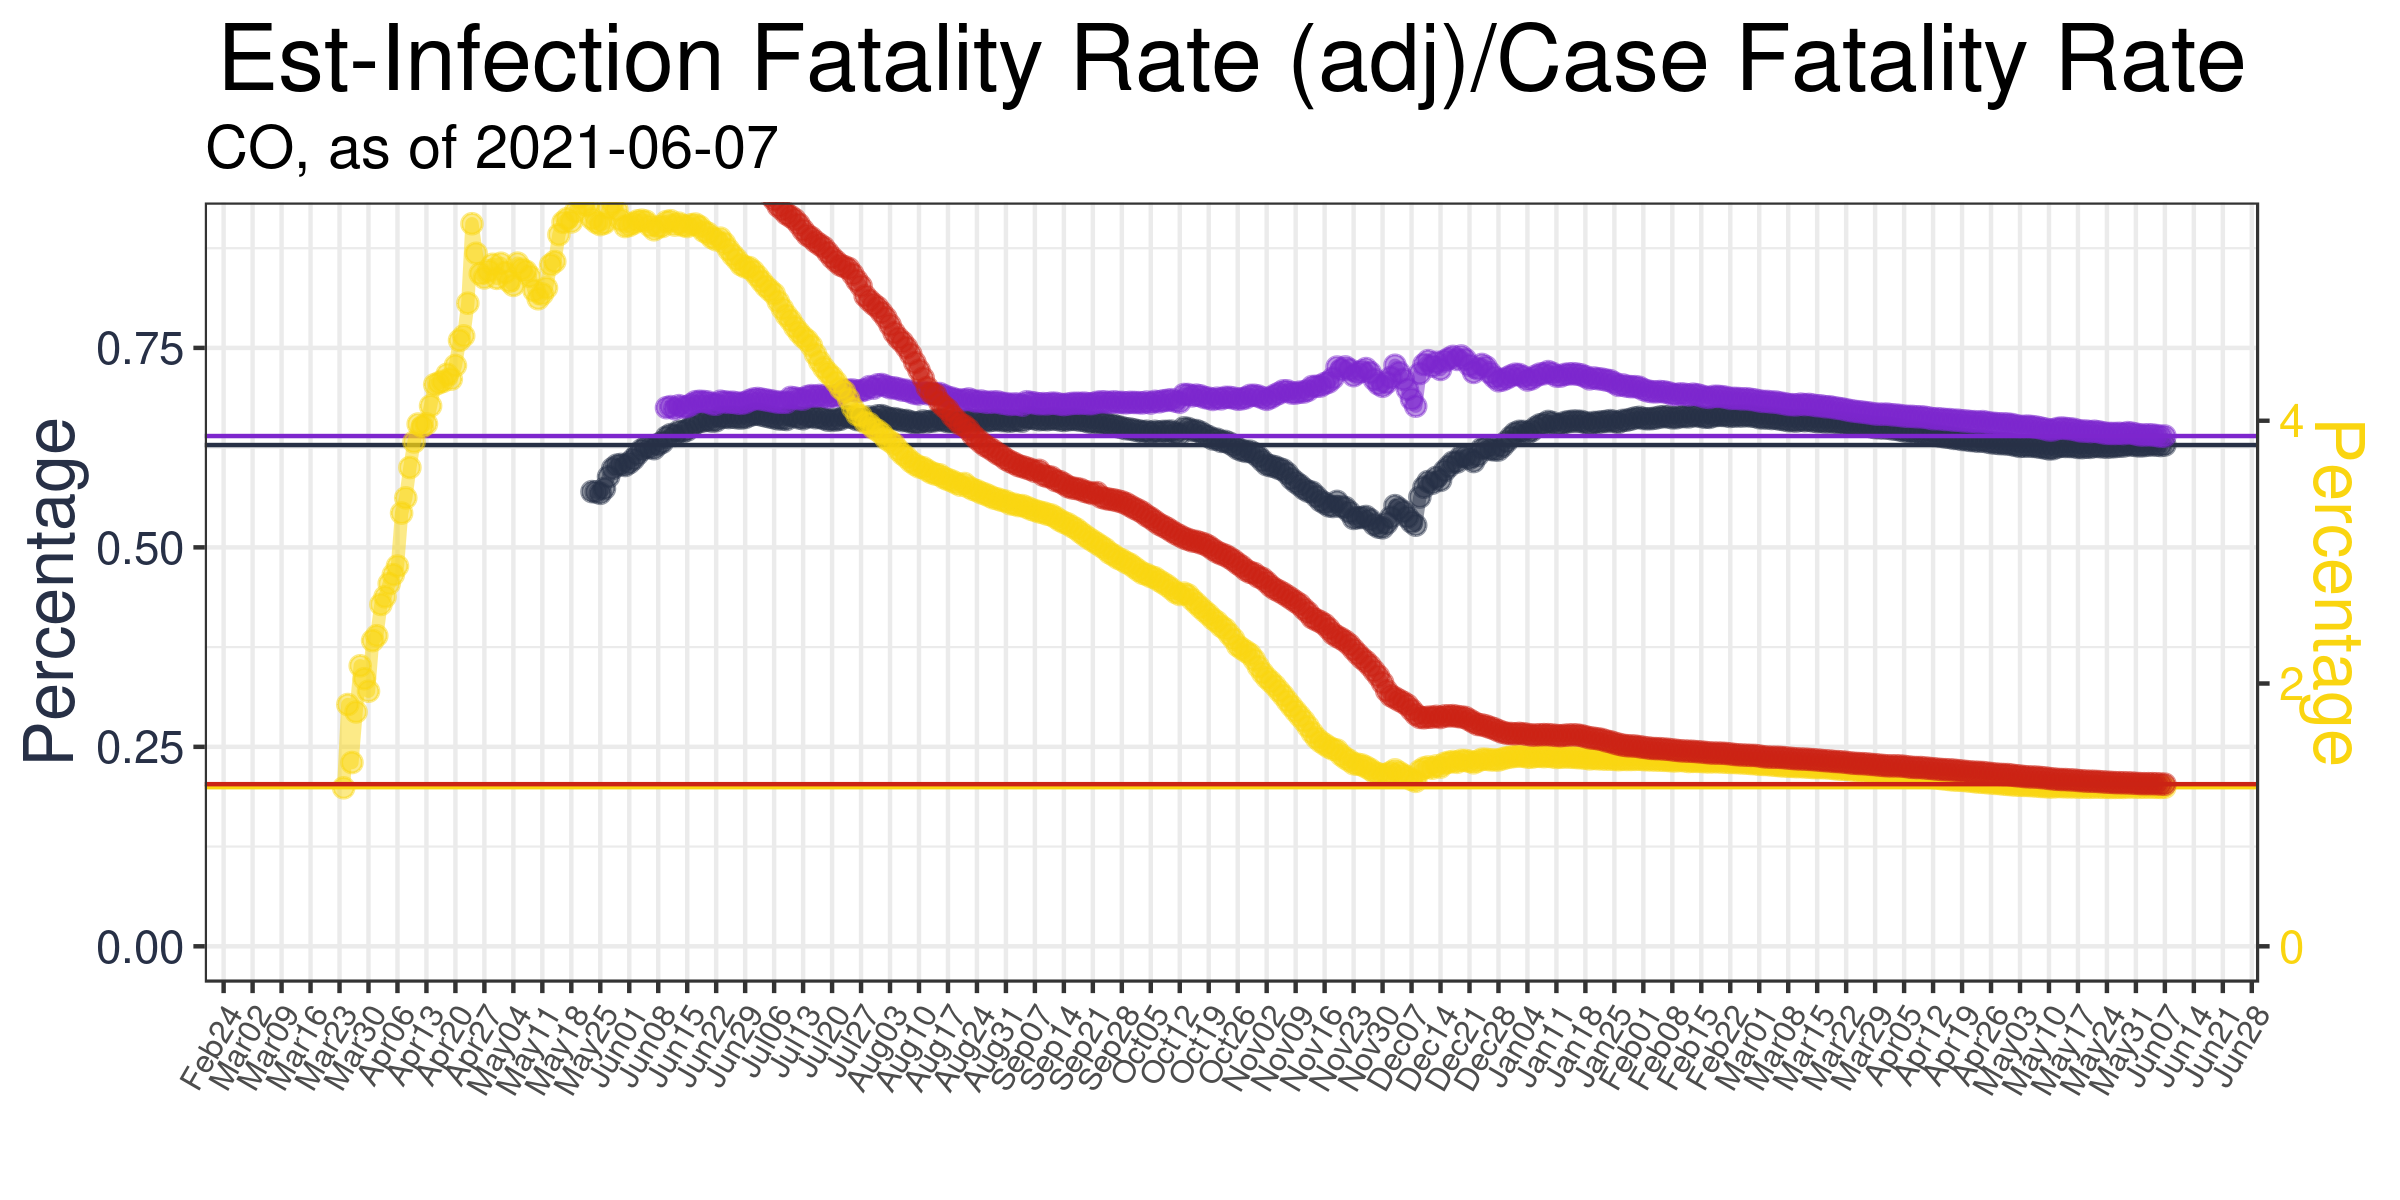 Est-Infection Fatality Rate (adj)/Case Fatality Rate
CO, as of 2021-06-07
Percentage
0.75
0.50
0.25
0.00
4
2
0
Percentage
Feb24
Mar02
Mar09
Mar16
Mar23
Mar30
Apr06
Apr13
Apr20
Apr27
May04
May11
May18
May25
Jun01
Jun08
Jun15
Jun22
Jun29
Jul06
Jul13
Jul20
Jul27
Aug03
Aug10
Aug17
Aug24
Aug31
Sep07
Sep14
Sep21
Sep28
Oct05
Oct12
Oct19
Oct26
Nov02
Nov09
Nov16
Nov23
Nov30
Dec07
Dec14
Dec21
Dec28
Jan04
Jan11
Jan18
Jan25
Feb01
Feb08
Feb15
Feb22
Mar01
Mar08
Mar15
Mar22
Mar29
Apr05
Apr12
Apr19
Apr26
May03
May10
May17
May24
May31
Jun07
Jun14
Jun21
Jun28